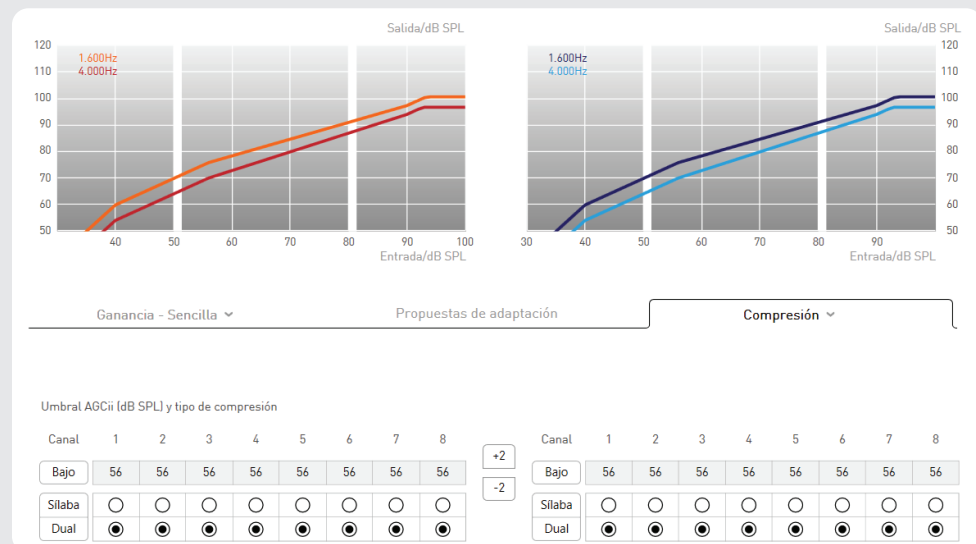 Salida/dB SPL
Salida/dB SPL
120
110
100
90
80
70
60
50
1.600Hz
4.000Hz
40 50 60 70 80 90 100
Entrada/dB SPL
1.600Hz
4.000Hz
120
110
100
90
80
70
60
50
30 40 50 60 70 80 90
Entrada/dB SPL
Ganancia - Sencilla Propuestas de adaptación Compresión
Umbral AGCii (dB SPL) y tipo de compresión
Canal 1 2 3 4 5 6 7 8
Bajo 56 56 56 56 56 56 56 56
Sílaba
Dual
+2
-2
Canal 1 2 3 4 5 6 7 8
Bajo 56 56 56 56 56 56 56 56
Sílaba
Dual